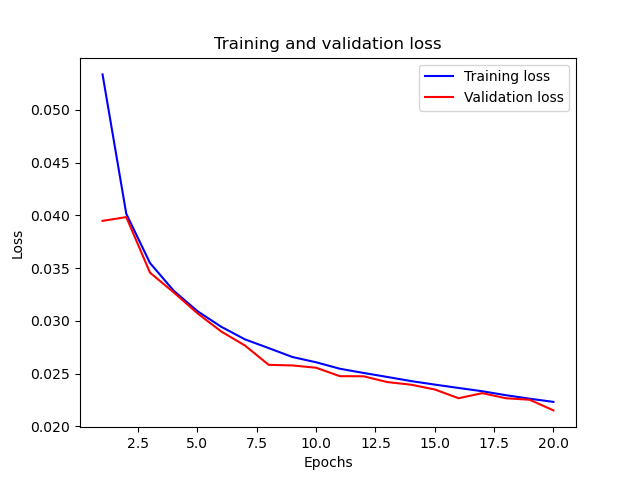 Training and validation loss
Training loss
Validation loss
0.050
0.045
0.040
0.035
0.030
0.025
0.020
Loss
2.5 5.0 7.5 10.0 12.5 15.0 17.5 20.0
Epochs